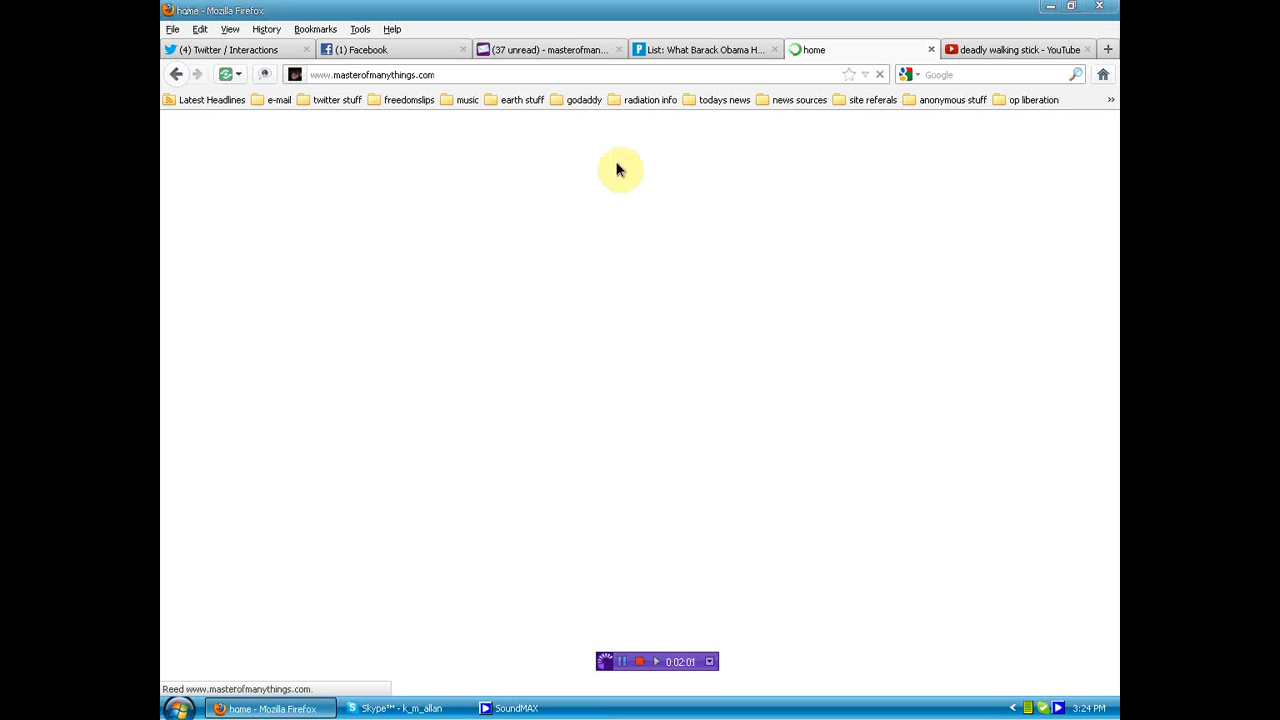 home - Mozilla Firefox
File Edit View History Bookmarks Tools Help
(4) Twitter / Interactions (1) Facebook (37 unread) - masterofman... List: What Barack Obama H... home deadly walking stick - YouTube
www.masterofmanythings.com Google
Latest Headlines e-mail twitter stuff freedomslips music earth stuff godaddy radiation info todays news news sources site referals anonymous stuff op liberation
0:02:01
Reed www.masterofmanythings.com.
home - Mozilla Firefox Skype™ - k_m_allan SoundMAX 3:24 PM